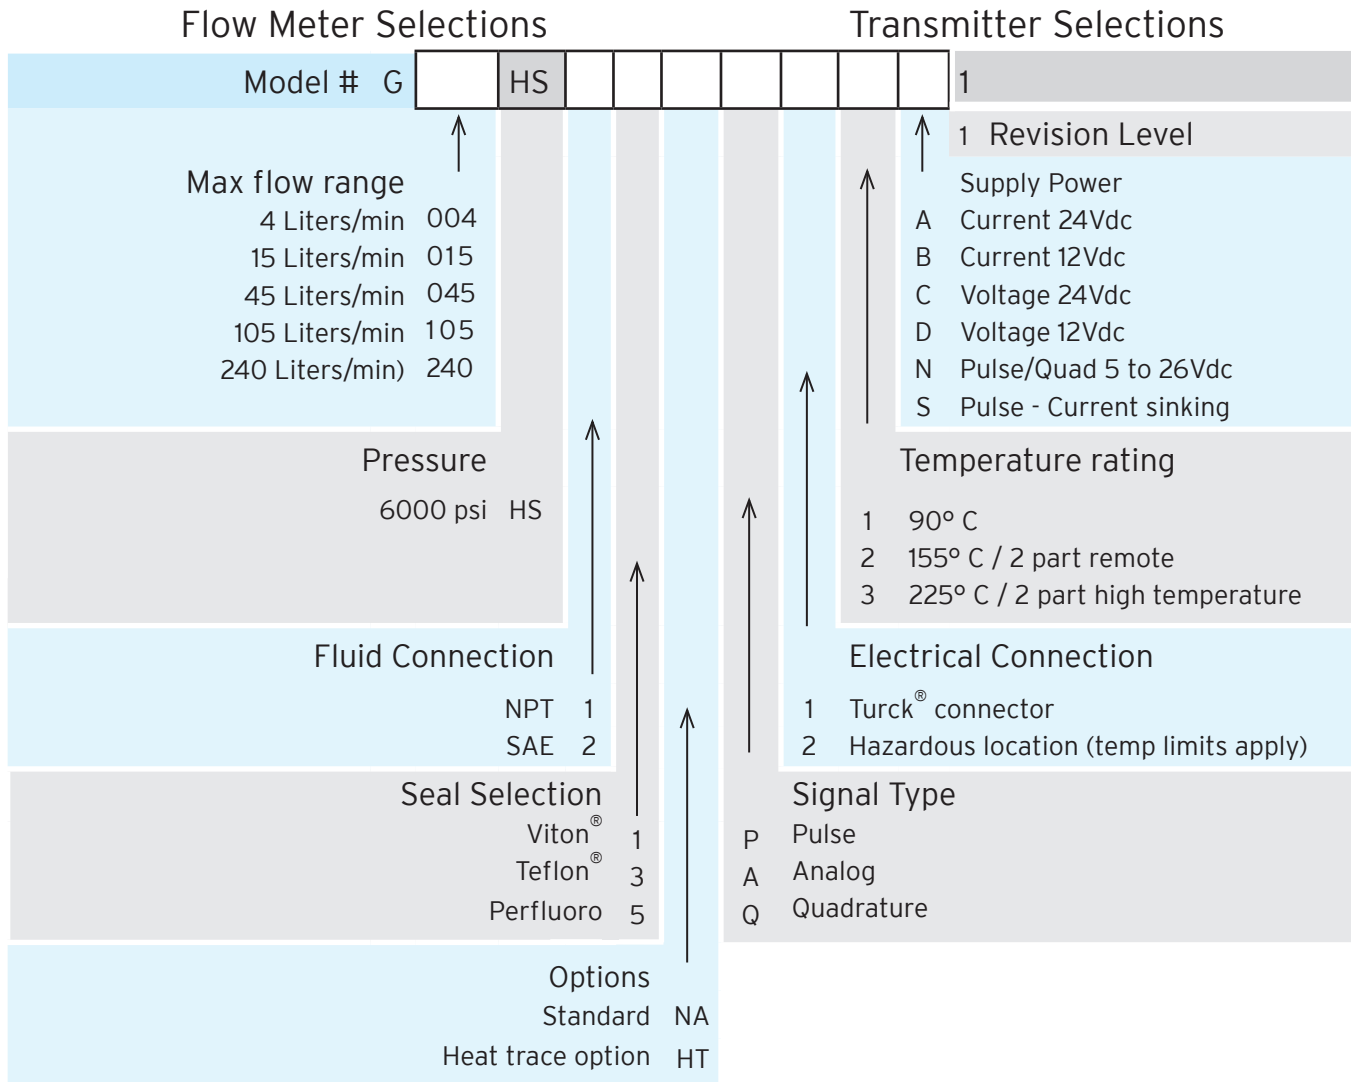 Flow Meter Selections
Transmitter Selections
Model # G HS 1
1 Revision Level
Max flow range
4 Liters/min 004
15 Liters/min 015
45 Liters/min 045
105 Liters/min 105
240 Liters/min) 240
Supply Power
A Current 24Vdc
B Current 12Vdc
C Voltage 24Vdc
D Voltage 12Vdc
N Pulse/Quad 5 to 26Vdc
S Pulse - Current sinking
Pressure
6000 psi HS
Temperature rating
1 90º C
2 155º C / 2 part remote
3 225º C / 2 part high temperature
Fluid Connection
NPT 1
SAE 2
Electrical Connection
1 Turck® connector
2 Hazardous location (temp limits apply)
Seal Selection
Viton® 1
Teflon® 3
Perfluoro 5
Signal Type
P Pulse
A Analog
Q Quadrature
Options
Standard NA
Heat trace option HT